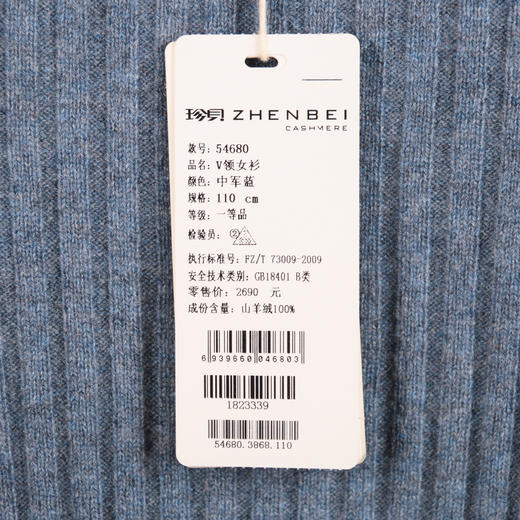 珍贝 ZHENBEI
CASHMERE
款号: 54680
品名: V领女衫
颜色: 中军蓝
规格: 110 cm
等级: 一等品
检验员: ②
执行标准号: FZ/T 73009-2009
安全技术类别: GB18401 B类
零售价: 2690 元
成份含量: 山羊绒100%
6 939660 046803
1823339
54680.3868.110